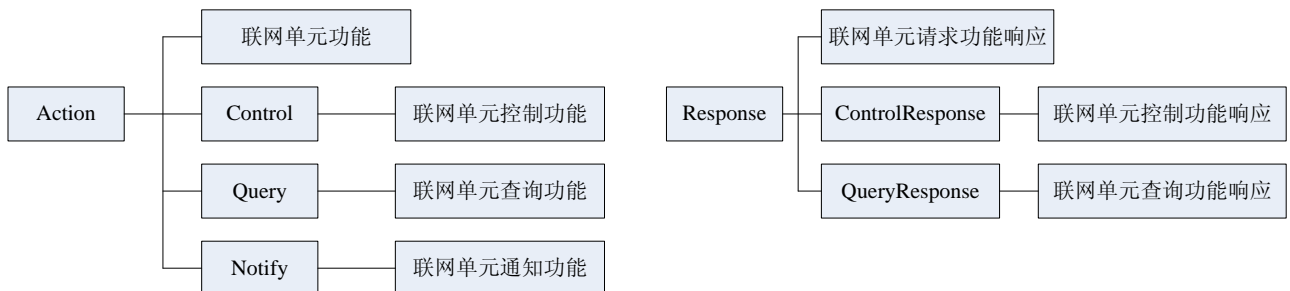 联网单元功能
Action
Control
联网单元控制功能
Query
联网单元查询功能
Notify
联网单元通知功能
联网单元请求功能响应
Response
ControlResponse
联网单元控制功能响应
QueryResponse
联网单元查询功能响应